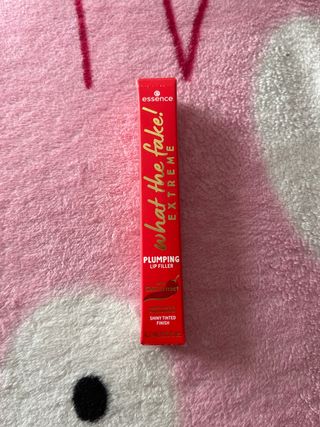 essence
what the fake!
EXTREME
PLUMPING
LIP FILLER
SHINY TINTED
FINISH